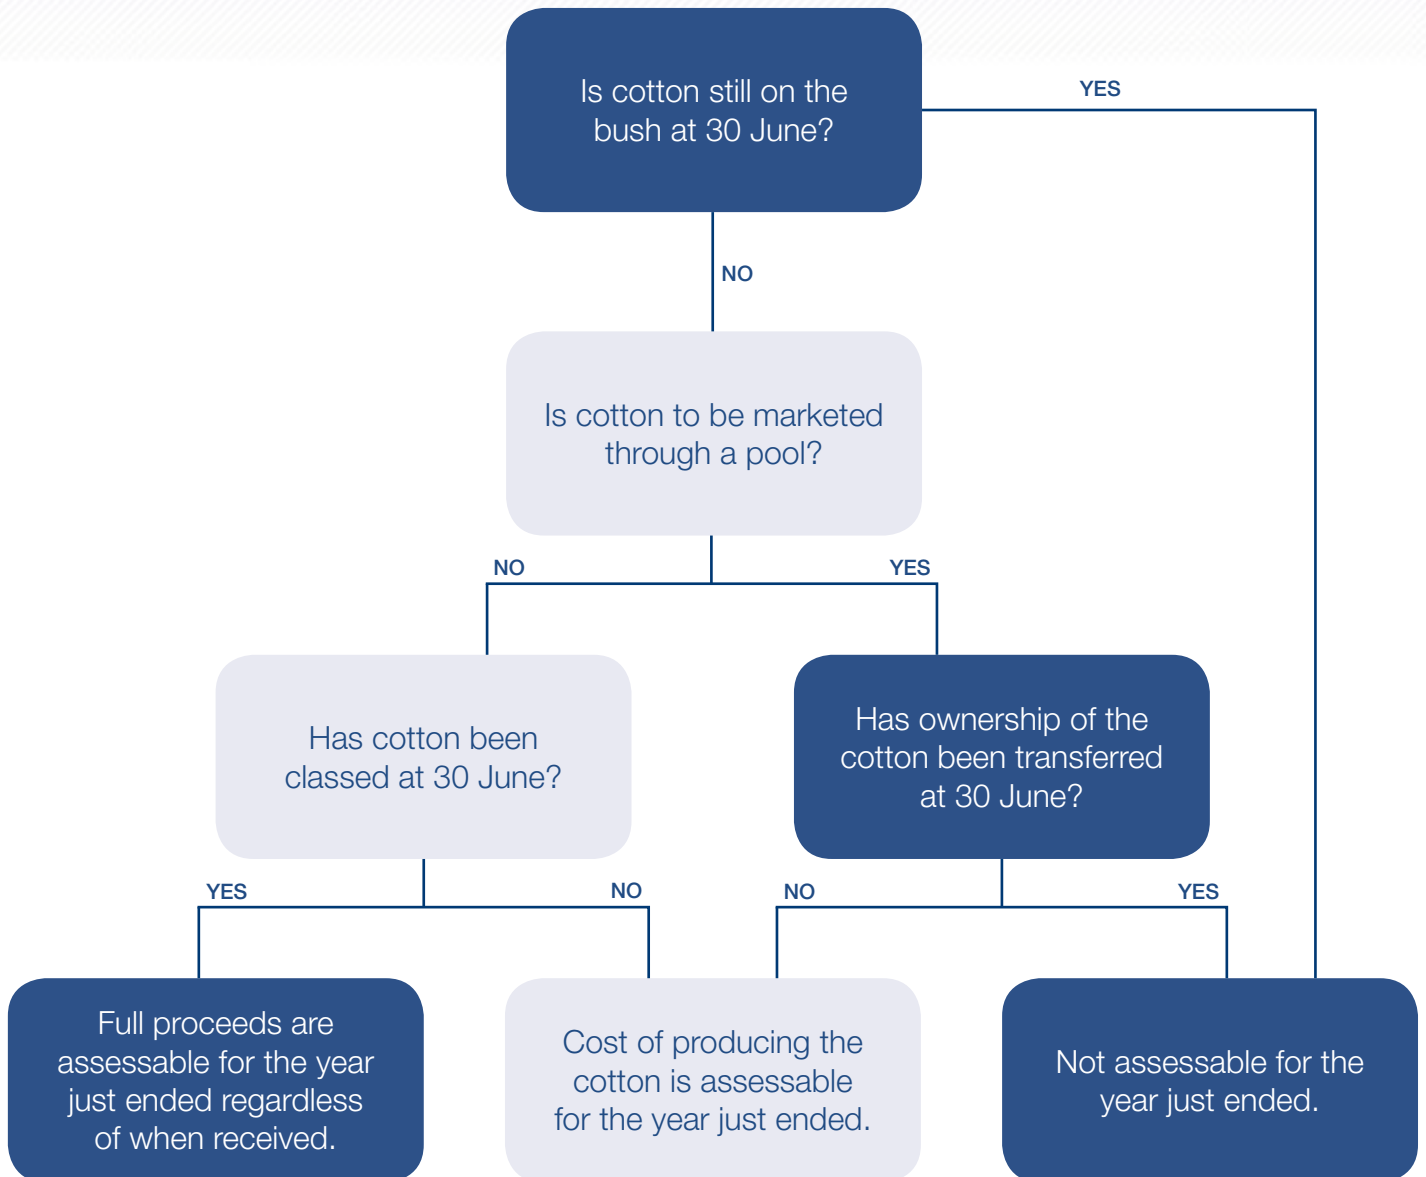 Is cotton still on the
bush at 30 June?
YES
NO
Is cotton to be marketed
through a pool?
NO
YES
Has cotton been
classed at 30 June?
Has ownership of the
cotton been transferred
at 30 June?
YES
NO
NO
YES
Full proceeds are
assessable for the year
just ended regardless
of when received.
Cost of producing the
cotton is assessable
for the year just ended.
Not assessable for the
year just ended.